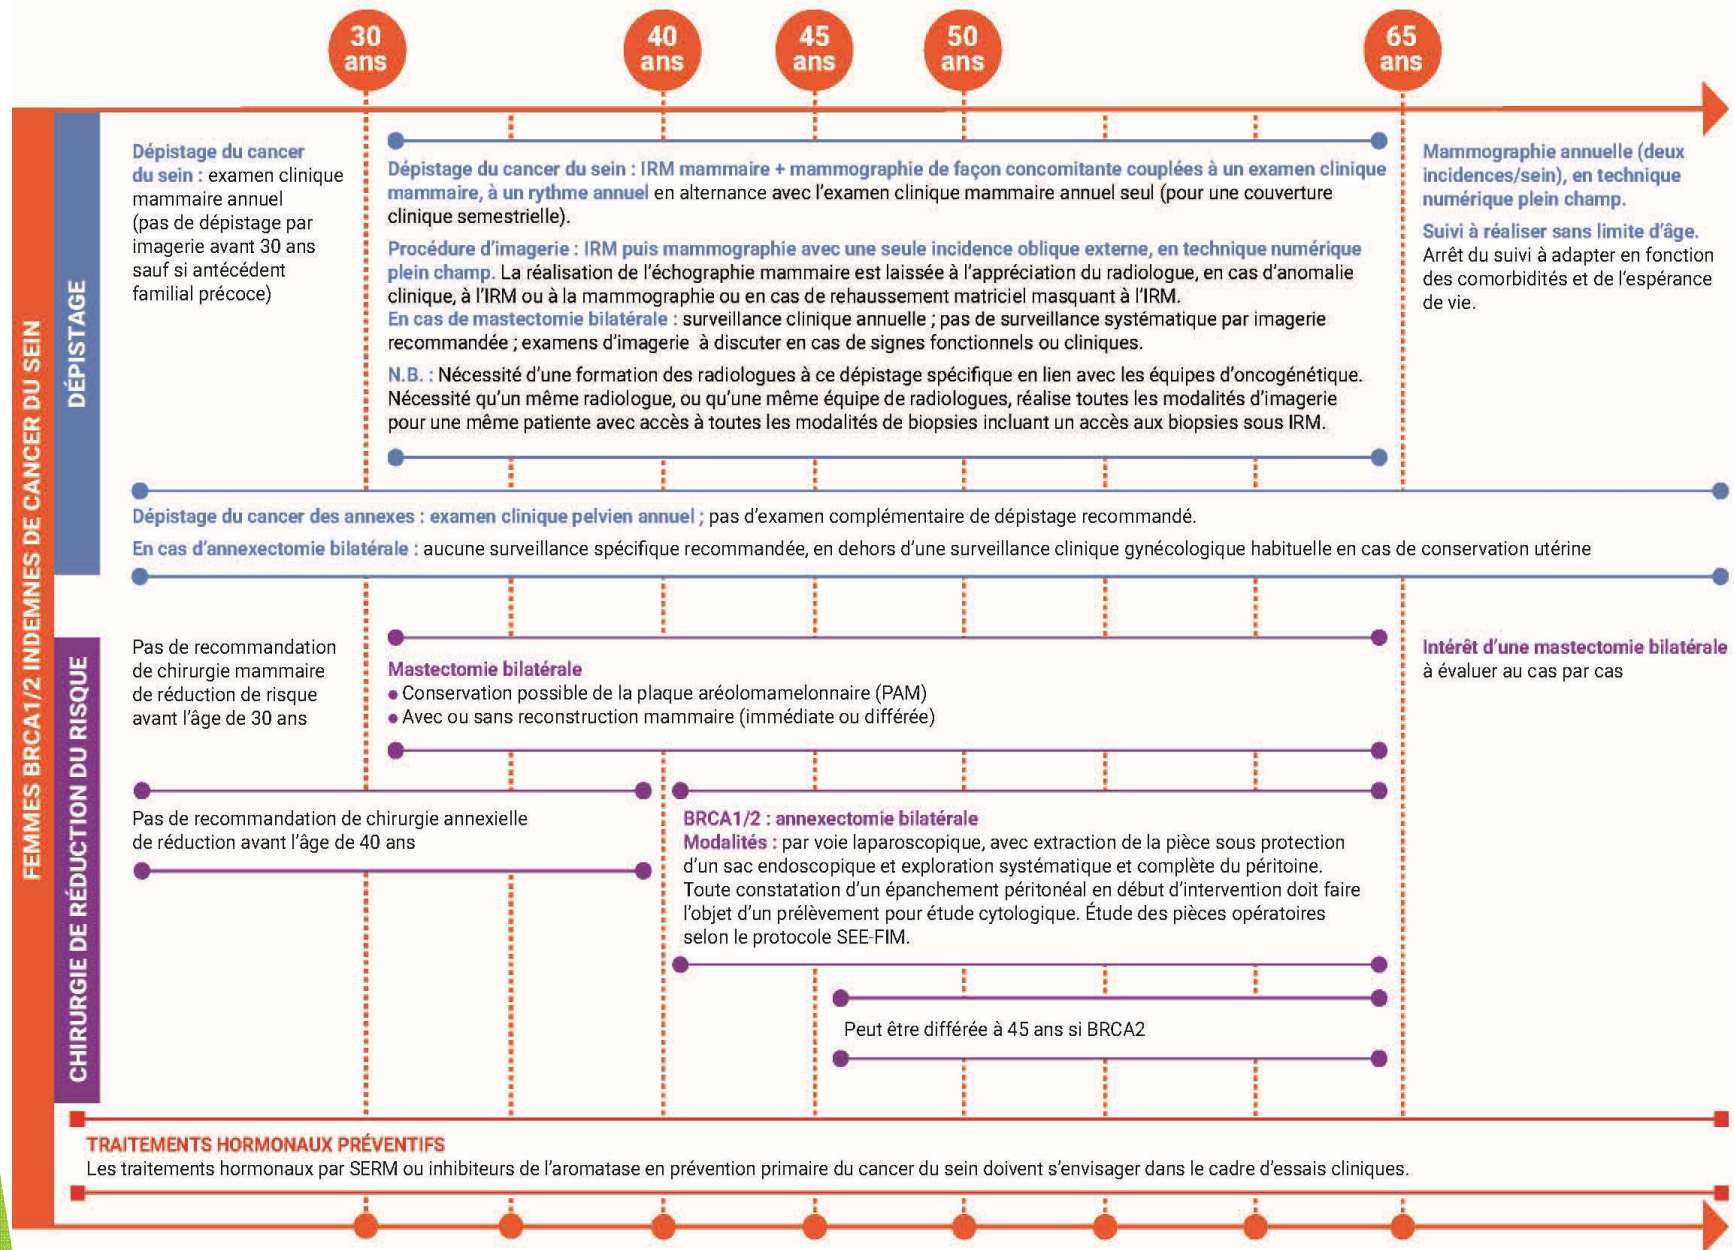 30
ans
40
ans
45
ans
50
ans
65
ans
FEMMES BRCA1/2 INDEMNES DE CANCER DU SEIN
DÉPISTAGE
Dépistage du cancer
du sein : examen clinique
mammaire annuel
(pas de dépistage par
imagerie avant 30 ans
sauf si antécédent
familial précoce)
Dépistage du cancer du sein : IRM mammaire + mammographie de façon concomitante couplées à un examen clinique
mammaire, à un rythme annuel en alternance avec l'examen clinique mammaire annuel seul (pour une couverture
clinique semestrielle).
Procédure d'imagerie : IRM puis mammographie avec une seule incidence oblique externe, en technique numérique
plein champ. La réalisation de l'échographie mammaire est laissée à l'appréciation du radiologue, en cas d'anomalie
clinique, à l'IRM ou à la mammographie ou en cas de rehaussement matriciel masquant à l'IRM.
En cas de mastectomie bilatérale : surveillance clinique annuelle ; pas de surveillance systématique par imagerie
recommandée ; examens d'imagerie à discuter en cas de signes fonctionnels ou cliniques.
N.B. : Nécessité d'une formation des radiologues à ce dépistage spécifique en lien avec les équipes d'oncogénétique.
Nécessité qu'un même radiologue, ou qu'une même équipe de radiologues, réalise toutes les modalités d'imagerie
pour une même patiente avec accès à toutes les modalités de biopsies incluant un accès aux biopsies sous IRM.
Mammographie annuelle (deux
incidences/sein), en technique
numérique plein champ.
Suivi à réaliser sans limite d'âge.
Arrêt du suivi à adapter en fonction
des comorbidités et de l'espérance
de vie.
Dépistage du cancer des annexes : examen clinique pelvien annuel ; pas d'examen complémentaire de dépistage recommandé.
En cas d'annexectomie bilatérale : aucune surveillance spécifique recommandée, en dehors d'une surveillance clinique gynécologique habituelle en cas de conservation utérine
CHIRURGIE DE RÉDUCTION DU RISQUE
Pas de recommandation
de chirurgie mammaire
de réduction de risque
avant l'âge de 30 ans
Mastectomie bilatérale
● Conservation possible de la plaque aréolomamelonnaire (PAM)
● Avec ou sans reconstruction mammaire (immédiate ou différée)
Intérêt d'une mastectomie bilatérale
à évaluer au cas par cas
Pas de recommandation de chirurgie annexielle
de réduction avant l'âge de 40 ans
BRCA1/2 : annexectomie bilatérale
Modalités : par voie laparoscopique, avec extraction de la pièce sous protection
d'un sac endoscopique et exploration systématique et complète du péritoine.
Toute constatation d'un épanchement péritonéal en début d'intervention doit faire
l'objet d'un prélèvement pour étude cytologique. Étude des pièces opératoires
selon le protocole SEE-FIM.
Peut être différée à 45 ans si BRCA2
TRAITEMENTS HORMONAUX PRÉVENTIFS
Les traitements hormonaux par SERM ou inhibiteurs de l'aromatase en prévention primaire du cancer du sein doivent s'envisager dans le cadre d'essais cliniques.